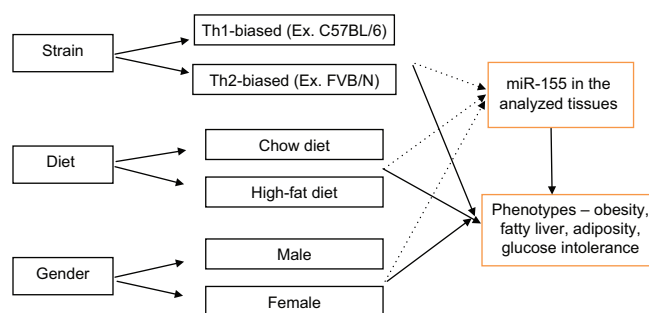 Strain
Th1-biased (Ex. C57BL/6)
Th2-biased (Ex. FVB/N)
miR-155 in the
analyzed tissues
Diet
Chow diet
High-fat diet
Phenotypes – obesity,
fatty liver, adiposity,
glucose intolerance
Gender
Male
Female